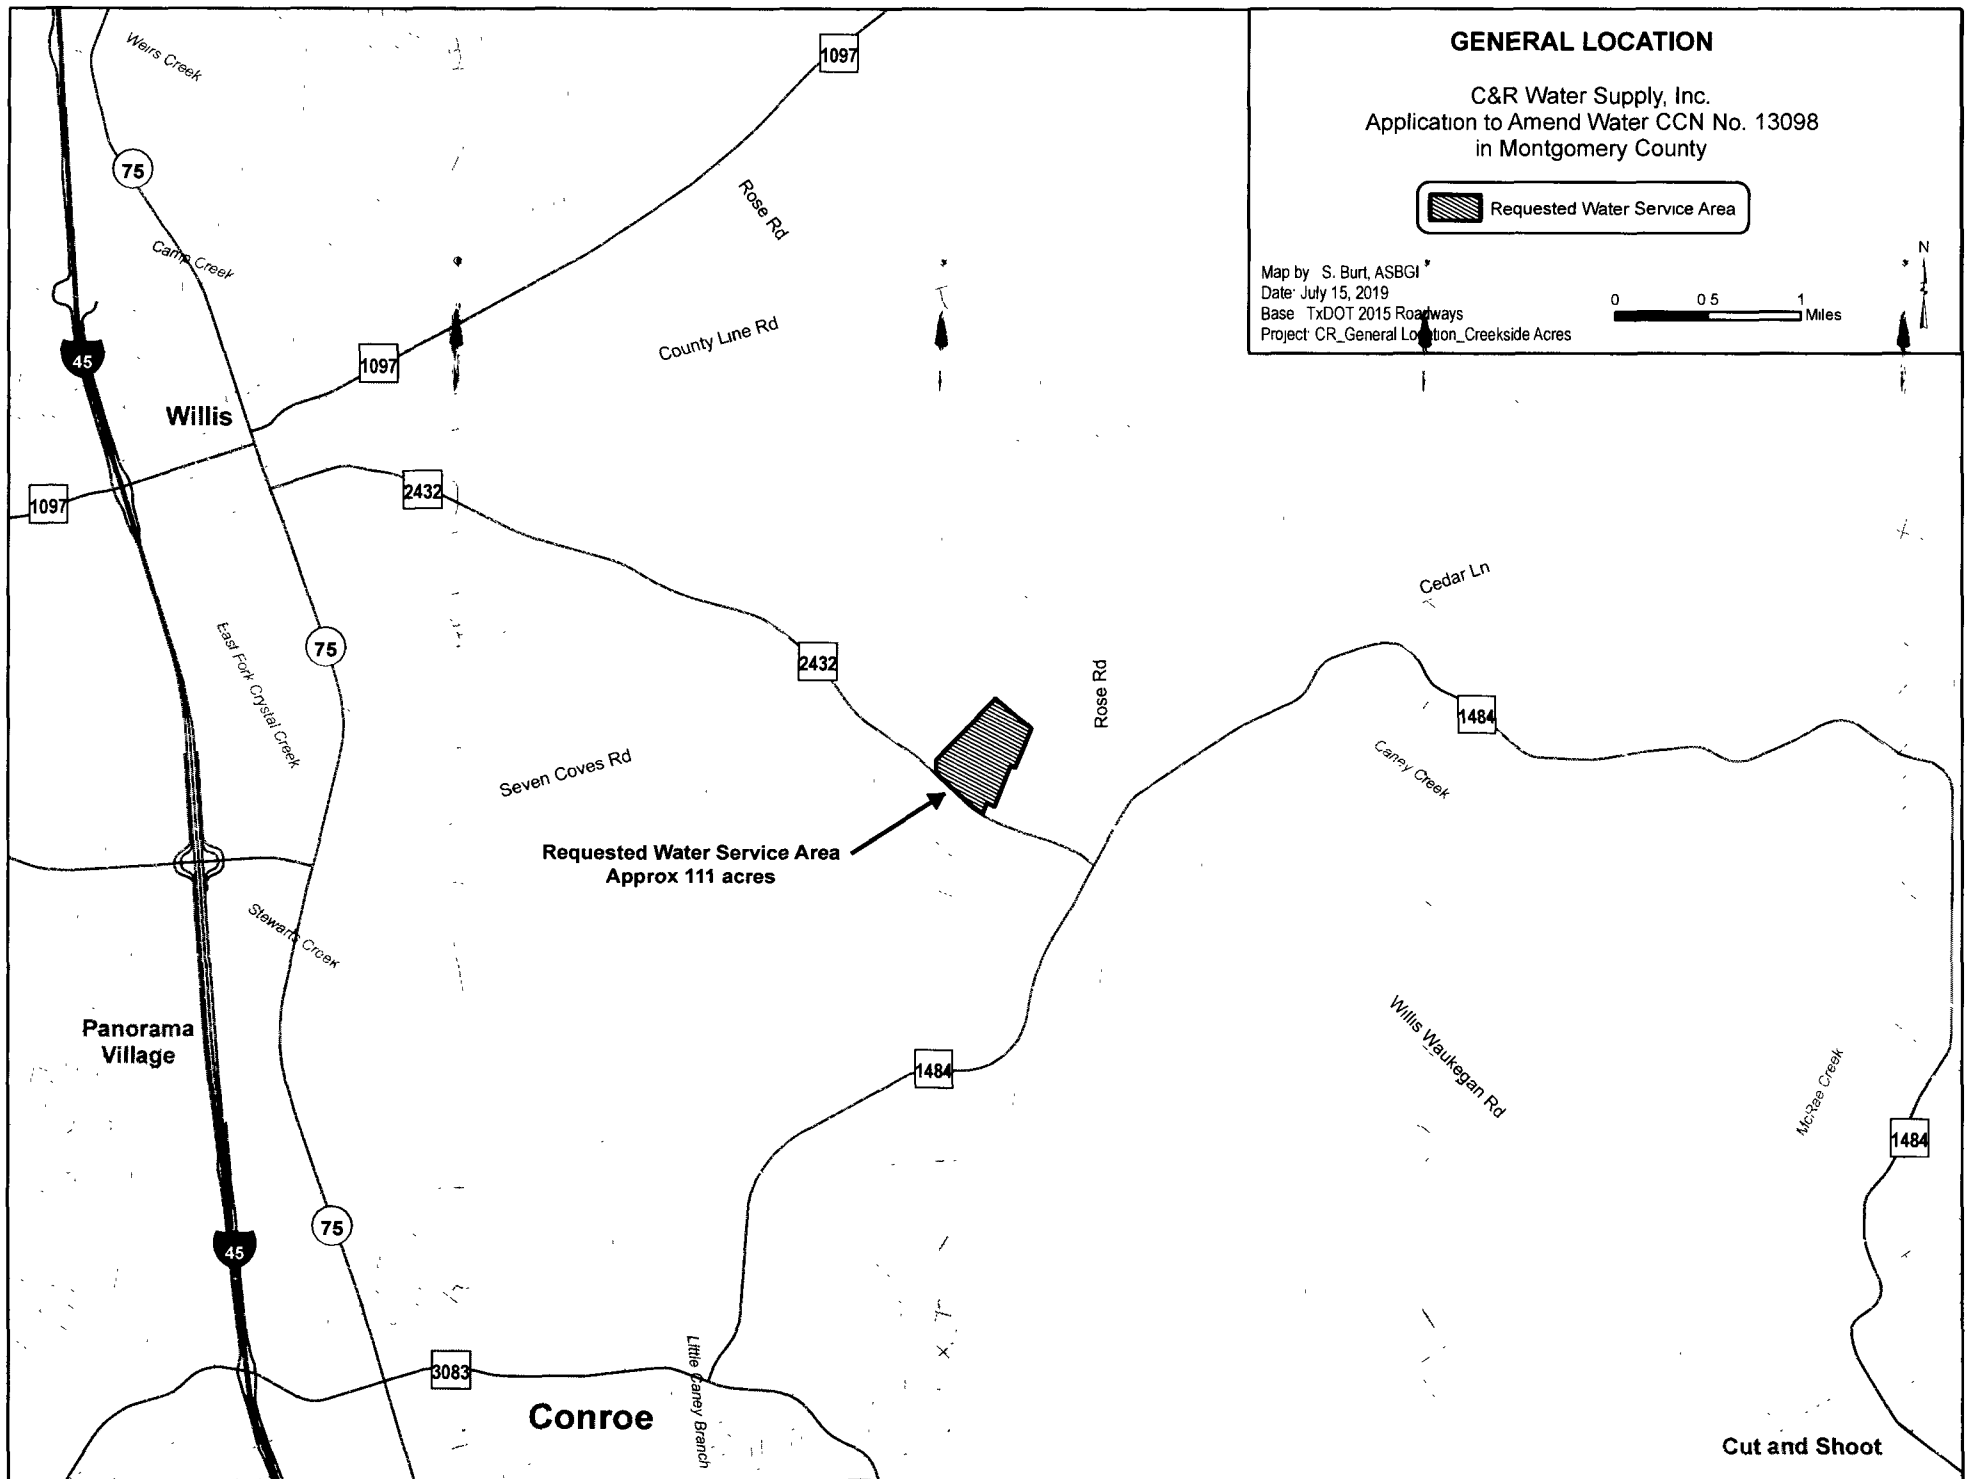 GENERAL LOCATION
C&R Water Supply, Inc.
Application to Amend Water CCN No. 13098
in Montgomery County
Requested Water Service Area
Map by S. Burt, ASBGI
Date: July 15, 2019
Base TxDOT 2015 Roadways
Project: CR_General Location_Creekside Acres
0 0 5 1 Miles
N
Weirs Creek
1097
75
Rose Rd
Camp Creek
County Line Rd
45
1097
Willis
2432
1097
Cedar Ln
East Fork Crystal Creek
75
2432
Rose Rd
1484
Caney Creek
Seven Coves Rd
Requested Water Service Area
Approx 111 acres
Stewarts Creek
Panorama
Village
Willis Waukegan Rd
McRae Creek
1484
1484
75
45
3083
Little Caney Branch
Conroe
Cut and Shoot